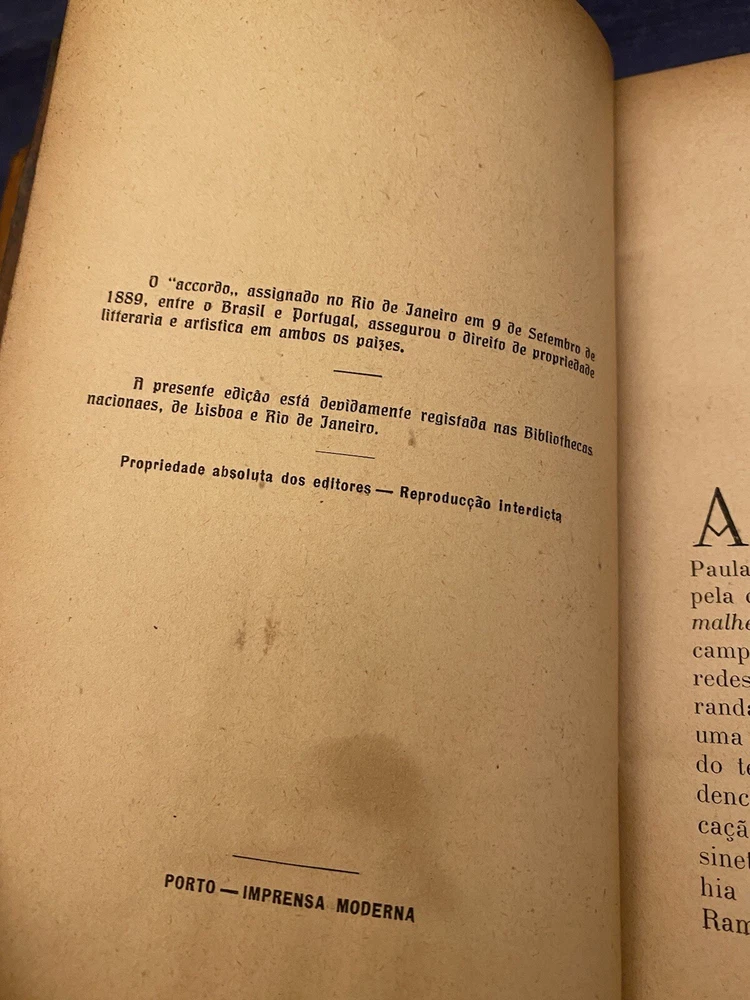 O "accordo,, assignado no Rio de Janeiro em 9 de Setembro de
1889, entre o Brasil e Portugal, assegurou o direito de propriedade
litteraria e artistica em ambos os paizes.
A presente edição está devidamente registada nas Bibliothecas
nacionaes, de Lisboa e Rio de Janeiro.
Propriedade absoluta dos editores — Reproducção interdicta
PORTO — IMPRENSA MODERNA
A
Paula
pela
malhe
camp
redes
randa
uma
do te
denc
caçã
sinet
hia
Ram